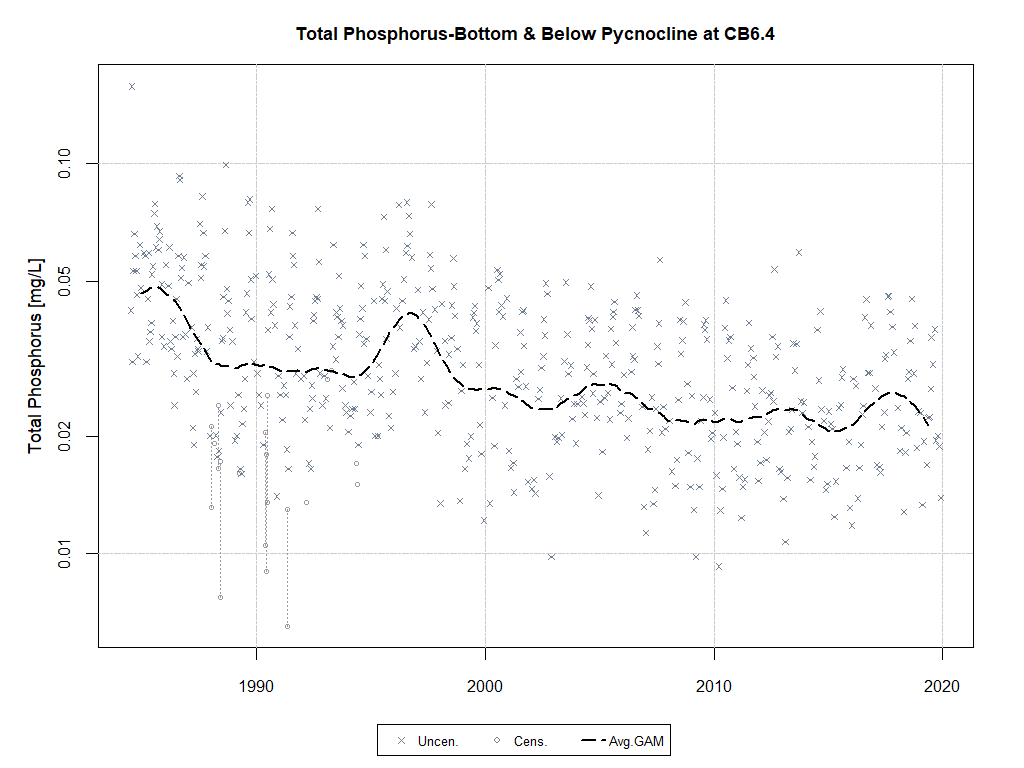 Total Phosphorus-Bottom & Below Pycnocline at CB6.4
Total Phosphorus [mg/L]
0.10
0.05
0.02
0.01
1990
2000
2010
2020
Uncen.
Cens.
Avg.GAM